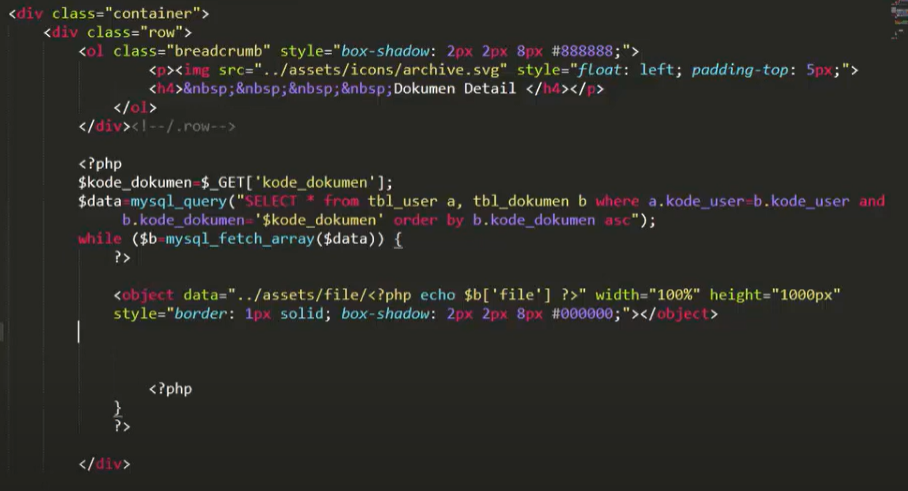 <div class="container">
<div class="row">
<ol class="breadcrumb" style="box-shadow: 2px 2px 8px #888888;">
<p><img src="../assets/icons/archive.svg" style="float: left; padding-top: 5px;">
<h4>&nbsp;&nbsp;&nbsp;&nbsp;Dokumen Detail </h4></p>
</ol>
</div><!--/.row-->
<?php
$kode_dokumen=$_GET['kode_dokumen'];
$data=mysql_query("SELECT * from tbl_user a, tbl_dokumen b where a.kode_user=b.kode_user and
b.kode_dokumen='$kode_dokumen' order by b.kode_dokumen asc");
while ($b=mysql_fetch_array($data)) {
?>
<object data="../assets/file/<?php echo $b['file'] ?>" width="100%" height="1000px"
style="border: 1px solid; box-shadow: 2px 2px 8px #000000;"></object>
<?php
}
?>
</div>